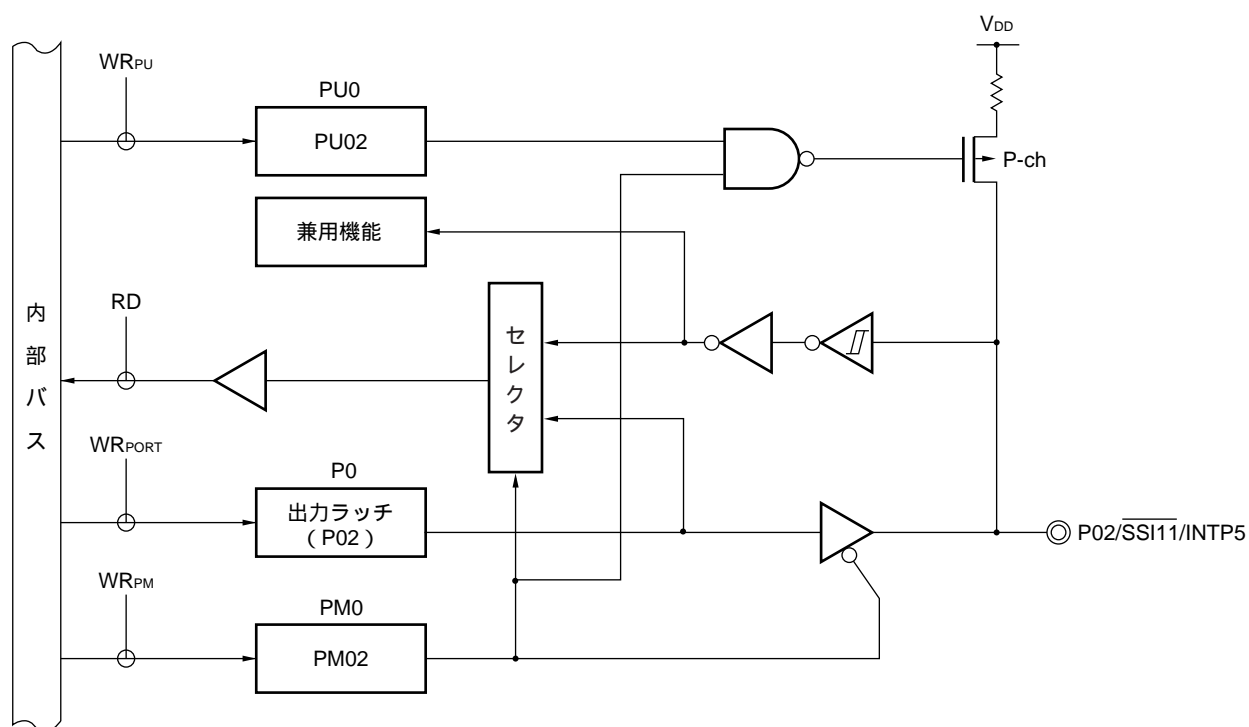 VDD
WRPU
PU0
PU02
P-ch
兼用機能
RD
内部バス
セレクタ
WRPORT
P0
出力ラッチ
（P02）
P02/SSI11/INTP5
WRPM
PM0
PM02